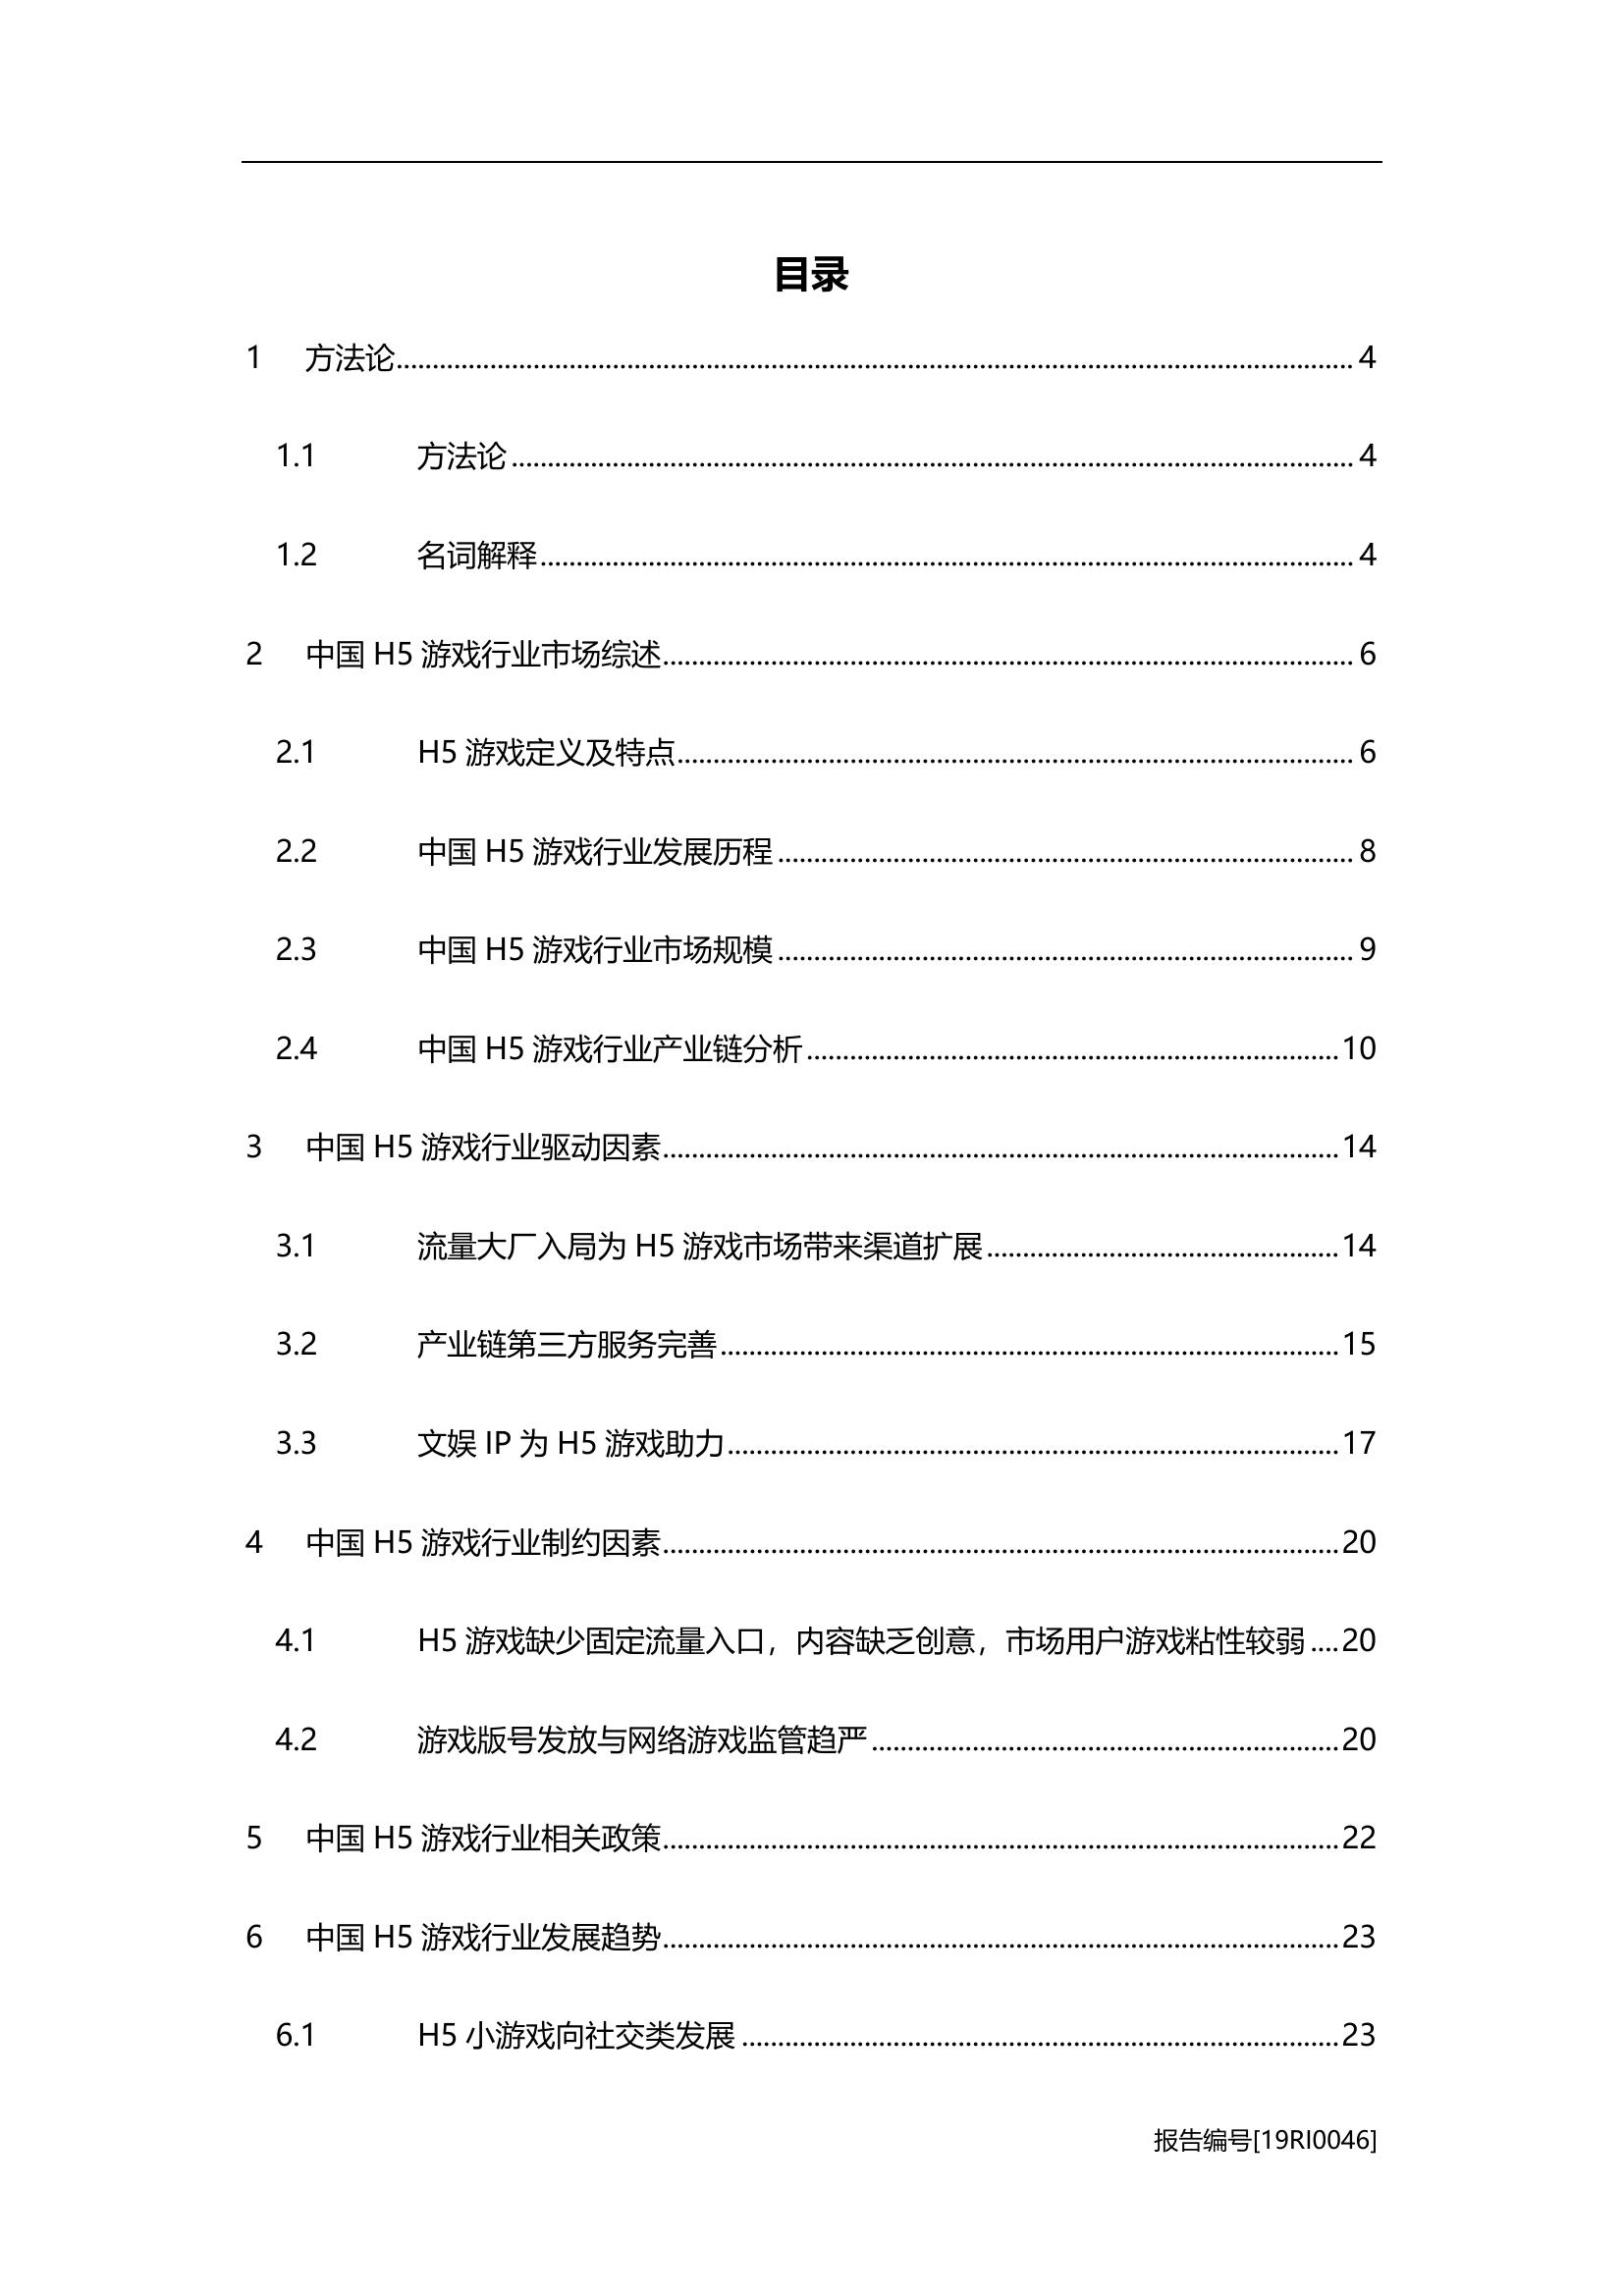 目录
1 方法论 4
1.1 方法论 4
1.2 名词解释 4
2 中国 H5 游戏行业市场综述 6
2.1 H5 游戏定义及特点 6
2.2 中国 H5 游戏行业发展历程 8
2.3 中国 H5 游戏行业市场规模 9
2.4 中国 H5 游戏行业产业链分析 10
3 中国 H5 游戏行业驱动因素 14
3.1 流量大厂入局为 H5 游戏市场带来渠道扩展 14
3.2 产业链第三方服务完善 15
3.3 文娱 IP 为 H5 游戏助力 17
4 中国 H5 游戏行业制约因素 20
4.1 H5 游戏缺少固定流量入口，内容缺乏创意，市场用户游戏粘性较弱 20
4.2 游戏版号发放与网络游戏监管趋严 20
5 中国 H5 游戏行业相关政策 22
6 中国 H5 游戏行业发展趋势 23
6.1 H5 小游戏向社交类发展 23
报告编号[19RI0046]